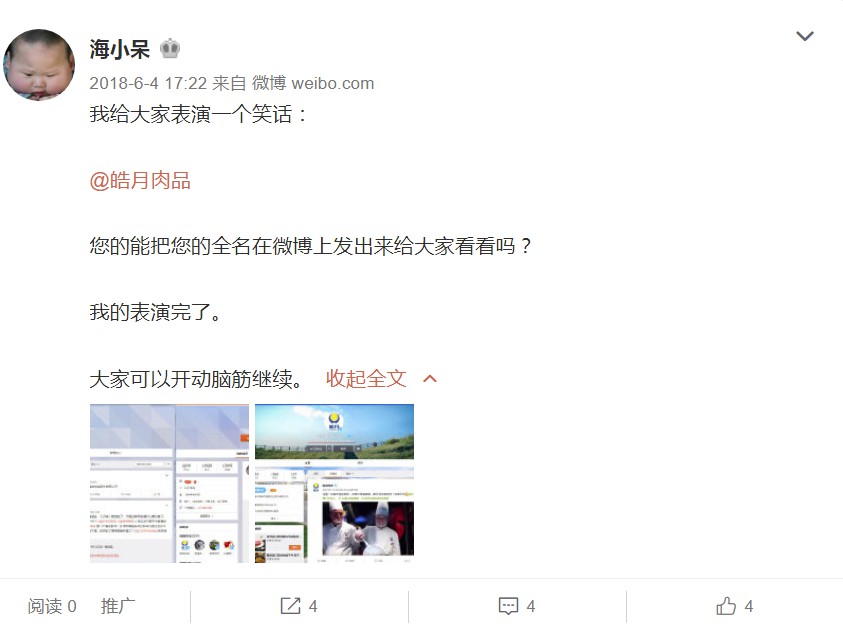 海小呆
2018-6-4 17:22 来自 微博 weibo.com
我给大家表演一个笑话：
@皓月肉品
您的能把您的全名在微博上发出来给大家看看吗？
我的表演完了。
大家可以开动脑筋继续。 收起全文
阅读 0 推广 4 4 4